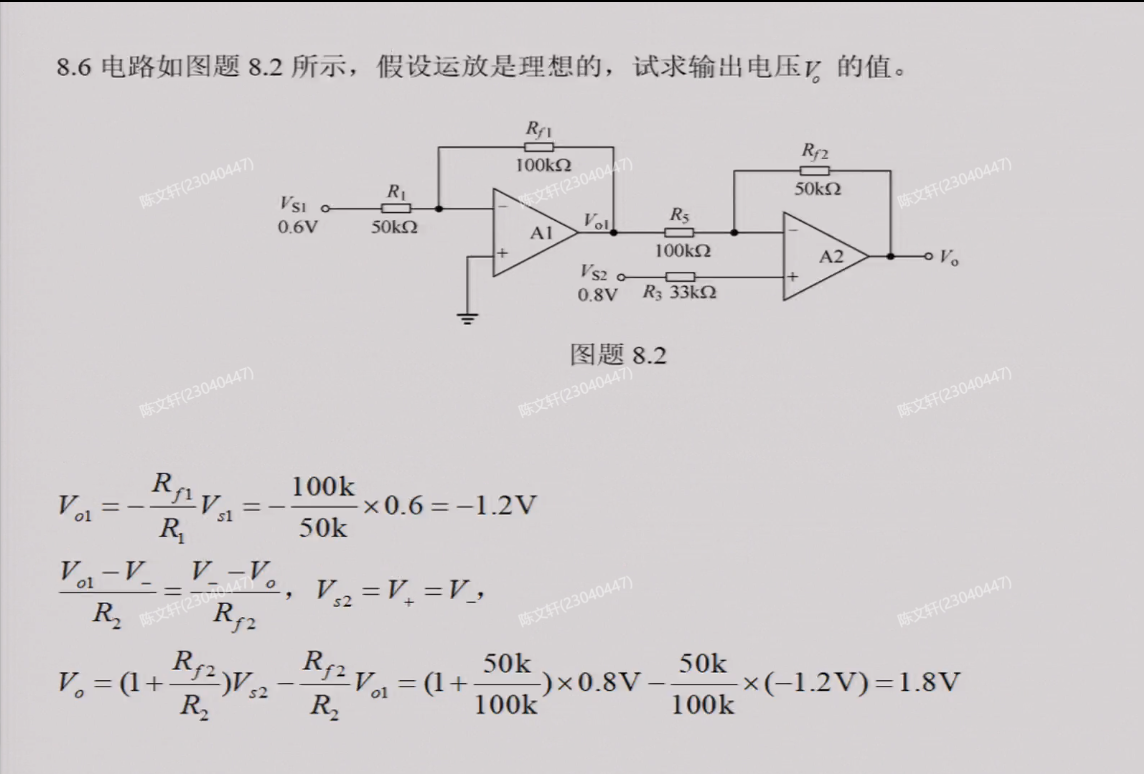 8.6 电路如图题 8.2 所示，假设运放是理想的，试求输出电压V_o 的值。
R_f1
100kΩ
R_f2
50kΩ
V_S1
0.6V
R_1
50kΩ
−
+
A1
V_o1
R_5
100kΩ
V_S2
0.8V
R_3 33kΩ
−
+
A2
V_o
图题 8.2
V_o1 = −(R_f1/R_1)V_s1 = −(100k/50k)×0.6 = −1.2V
(V_o1 − V_−)/R_2 = (V_− − V_o)/R_f2，V_s2 = V_+ = V_−，
V_o = (1+R_f2/R_2)V_s2 − (R_f2/R_2)V_o1 = (1+50k/100k)×0.8V − (50k/100k)×(−1.2V) = 1.8V
陈文轩(23040447)
陈文轩(23040447)
陈文轩(23040447)
陈文轩(23040447)
陈文轩(23040447)
陈文轩(23040447)
陈文轩(23040447)
陈文轩(23040447)
陈文轩(23040447)